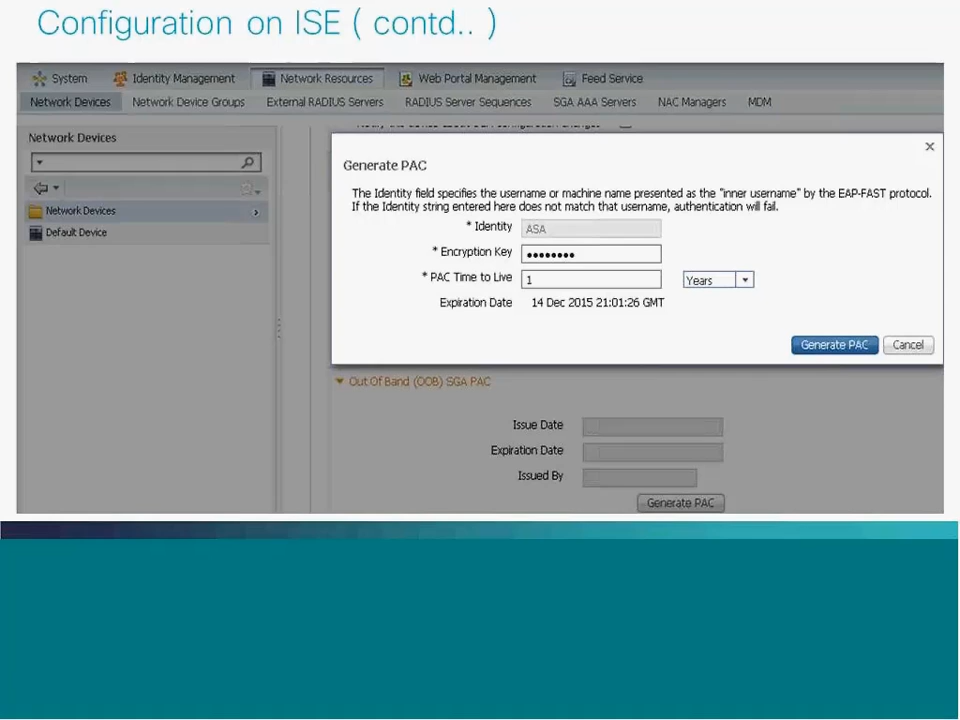 Configuration on ISE ( contd.. )
System Identity Management Network Resources Web Portal Management Feed Service
Network Devices Network Device Groups External RADIUS Servers RADIUS Server Sequences SGA AAA Servers NAC Managers MDM
Network Devices
Network Devices
Default Device
Generate PAC
The Identity field specifies the username or machine name presented as the "inner username" by the EAP-FAST protocol.
If the Identity string entered here does not match that username, authentication will fail.
* Identity ASA
* Encryption Key ••••••••
* PAC Time to Live 1 Years
Expiration Date 14 Dec 2015 21:01:26 GMT
Generate PAC Cancel
Out Of Band (OOB) SGA PAC
Issue Date
Expiration Date
Issued By
Generate PAC